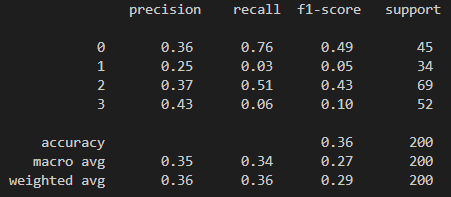 precision recall f1-score support
0 0.36 0.76 0.49 45
1 0.25 0.03 0.05 34
2 0.37 0.51 0.43 69
3 0.43 0.06 0.10 52
accuracy 0.36 200
macro avg 0.35 0.34 0.27 200
weighted avg 0.36 0.36 0.29 200